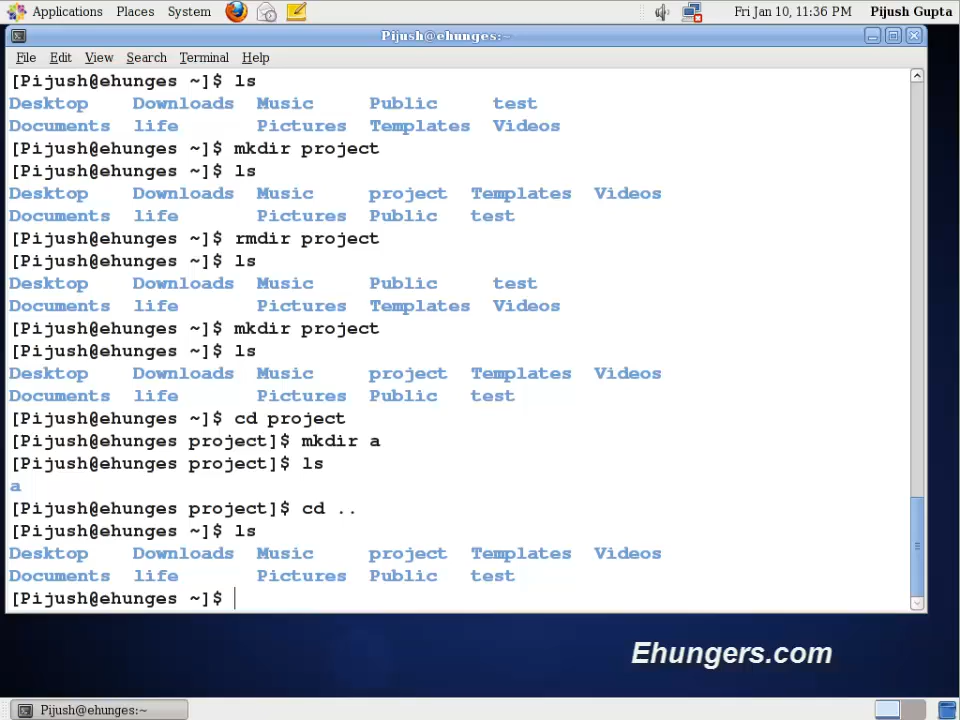 Applications Places System Fri Jan 10, 11:36 PM Pijush Gupta
Pijush@ehunges:~
File Edit View Search Terminal Help
[Pijush@ehunges ~]$ ls
Desktop Downloads Music Public test
Documents life Pictures Templates Videos
[Pijush@ehunges ~]$ mkdir project
[Pijush@ehunges ~]$ ls
Desktop Downloads Music project Templates Videos
Documents life Pictures Public test
[Pijush@ehunges ~]$ rmdir project
[Pijush@ehunges ~]$ ls
Desktop Downloads Music Public test
Documents life Pictures Templates Videos
[Pijush@ehunges ~]$ mkdir project
[Pijush@ehunges ~]$ ls
Desktop Downloads Music project Templates Videos
Documents life Pictures Public test
[Pijush@ehunges ~]$ cd project
[Pijush@ehunges project]$ mkdir a
[Pijush@ehunges project]$ ls
a
[Pijush@ehunges project]$ cd ..
[Pijush@ehunges ~]$ ls
Desktop Downloads Music project Templates Videos
Documents life Pictures Public test
[Pijush@ehunges ~]$
Ehungers.com
Pijush@ehunges:~